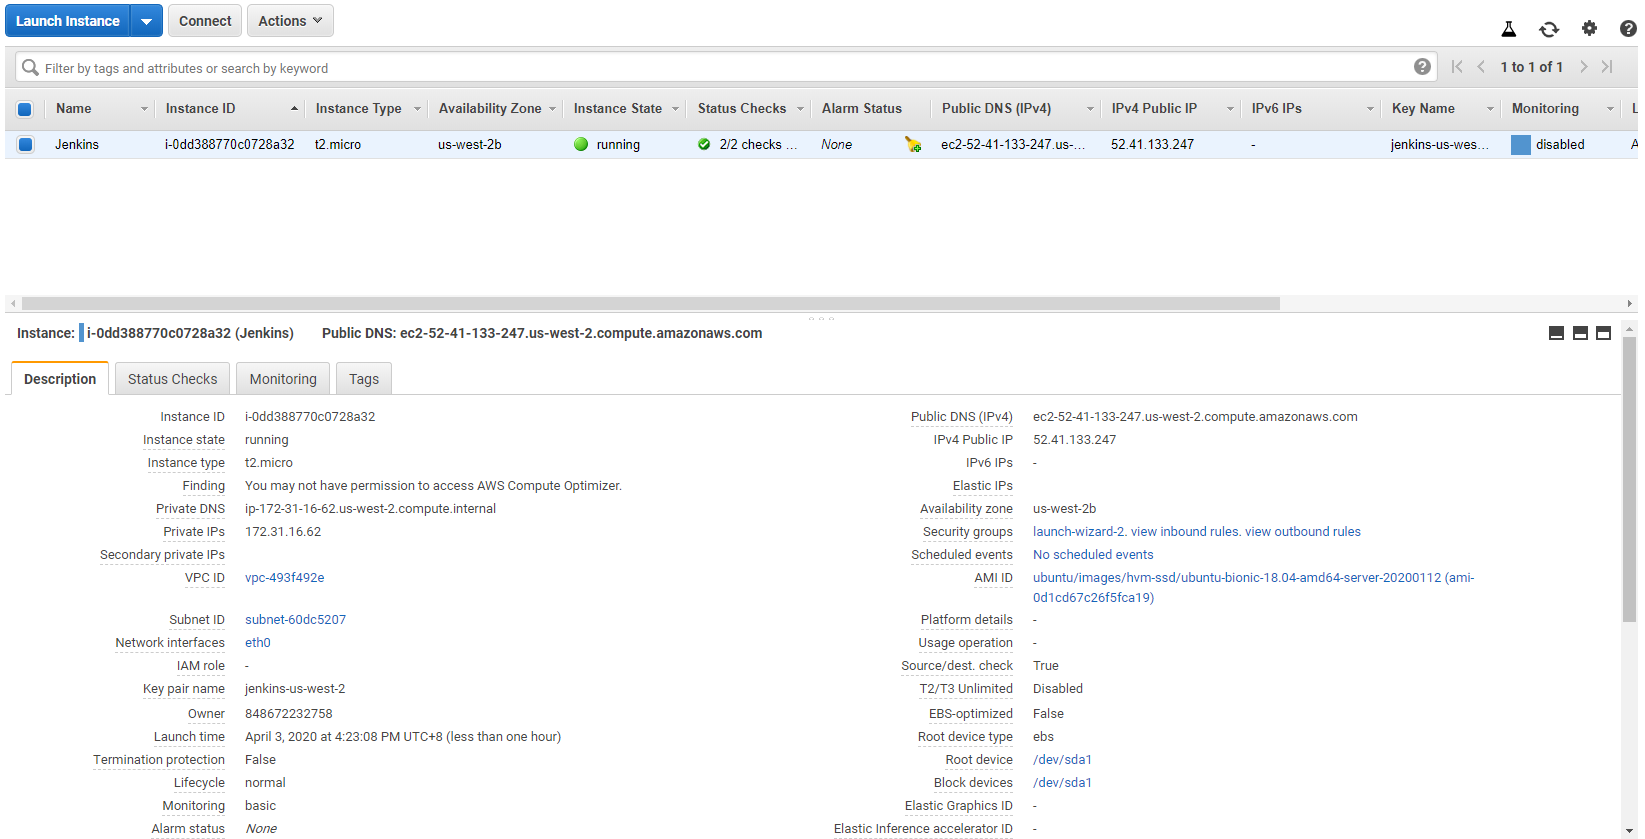 Launch Instance Connect Actions
Filter by tags and attributes or search by keyword 1 to 1 of 1
Name Instance ID Instance Type Availability Zone Instance State Status Checks Alarm Status Public DNS (IPv4) IPv4 Public IP IPv6 IPs Key Name Monitoring L
Jenkins i-0dd388770c0728a32 t2.micro us-west-2b running 2/2 checks ... None ec2-52-41-133-247.us-... 52.41.133.247 - jenkins-us-wes... disabled A
Instance: i-0dd388770c0728a32 (Jenkins) Public DNS: ec2-52-41-133-247.us-west-2.compute.amazonaws.com
Description Status Checks Monitoring Tags
Instance ID i-0dd388770c0728a32 Public DNS (IPv4) ec2-52-41-133-247.us-west-2.compute.amazonaws.com
Instance state running IPv4 Public IP 52.41.133.247
Instance type t2.micro IPv6 IPs -
Finding You may not have permission to access AWS Compute Optimizer. Elastic IPs
Private DNS ip-172-31-16-62.us-west-2.compute.internal Availability zone us-west-2b
Private IPs 172.31.16.62 Security groups launch-wizard-2. view inbound rules. view outbound rules
Secondary private IPs Scheduled events No scheduled events
VPC ID vpc-493f492e AMI ID ubuntu/images/hvm-ssd/ubuntu-bionic-18.04-amd64-server-20200112 (ami-
0d1cd67c26f5fca19)
Subnet ID subnet-60dc5207 Platform details -
Network interfaces eth0 Usage operation -
IAM role - Source/dest. check True
Key pair name jenkins-us-west-2 T2/T3 Unlimited Disabled
Owner 848672232758 EBS-optimized False
Launch time April 3, 2020 at 4:23:08 PM UTC+8 (less than one hour) Root device type ebs
Termination protection False Root device /dev/sda1
Lifecycle normal Block devices /dev/sda1
Monitoring basic Elastic Graphics ID -
Alarm status None Elastic Inference accelerator ID -